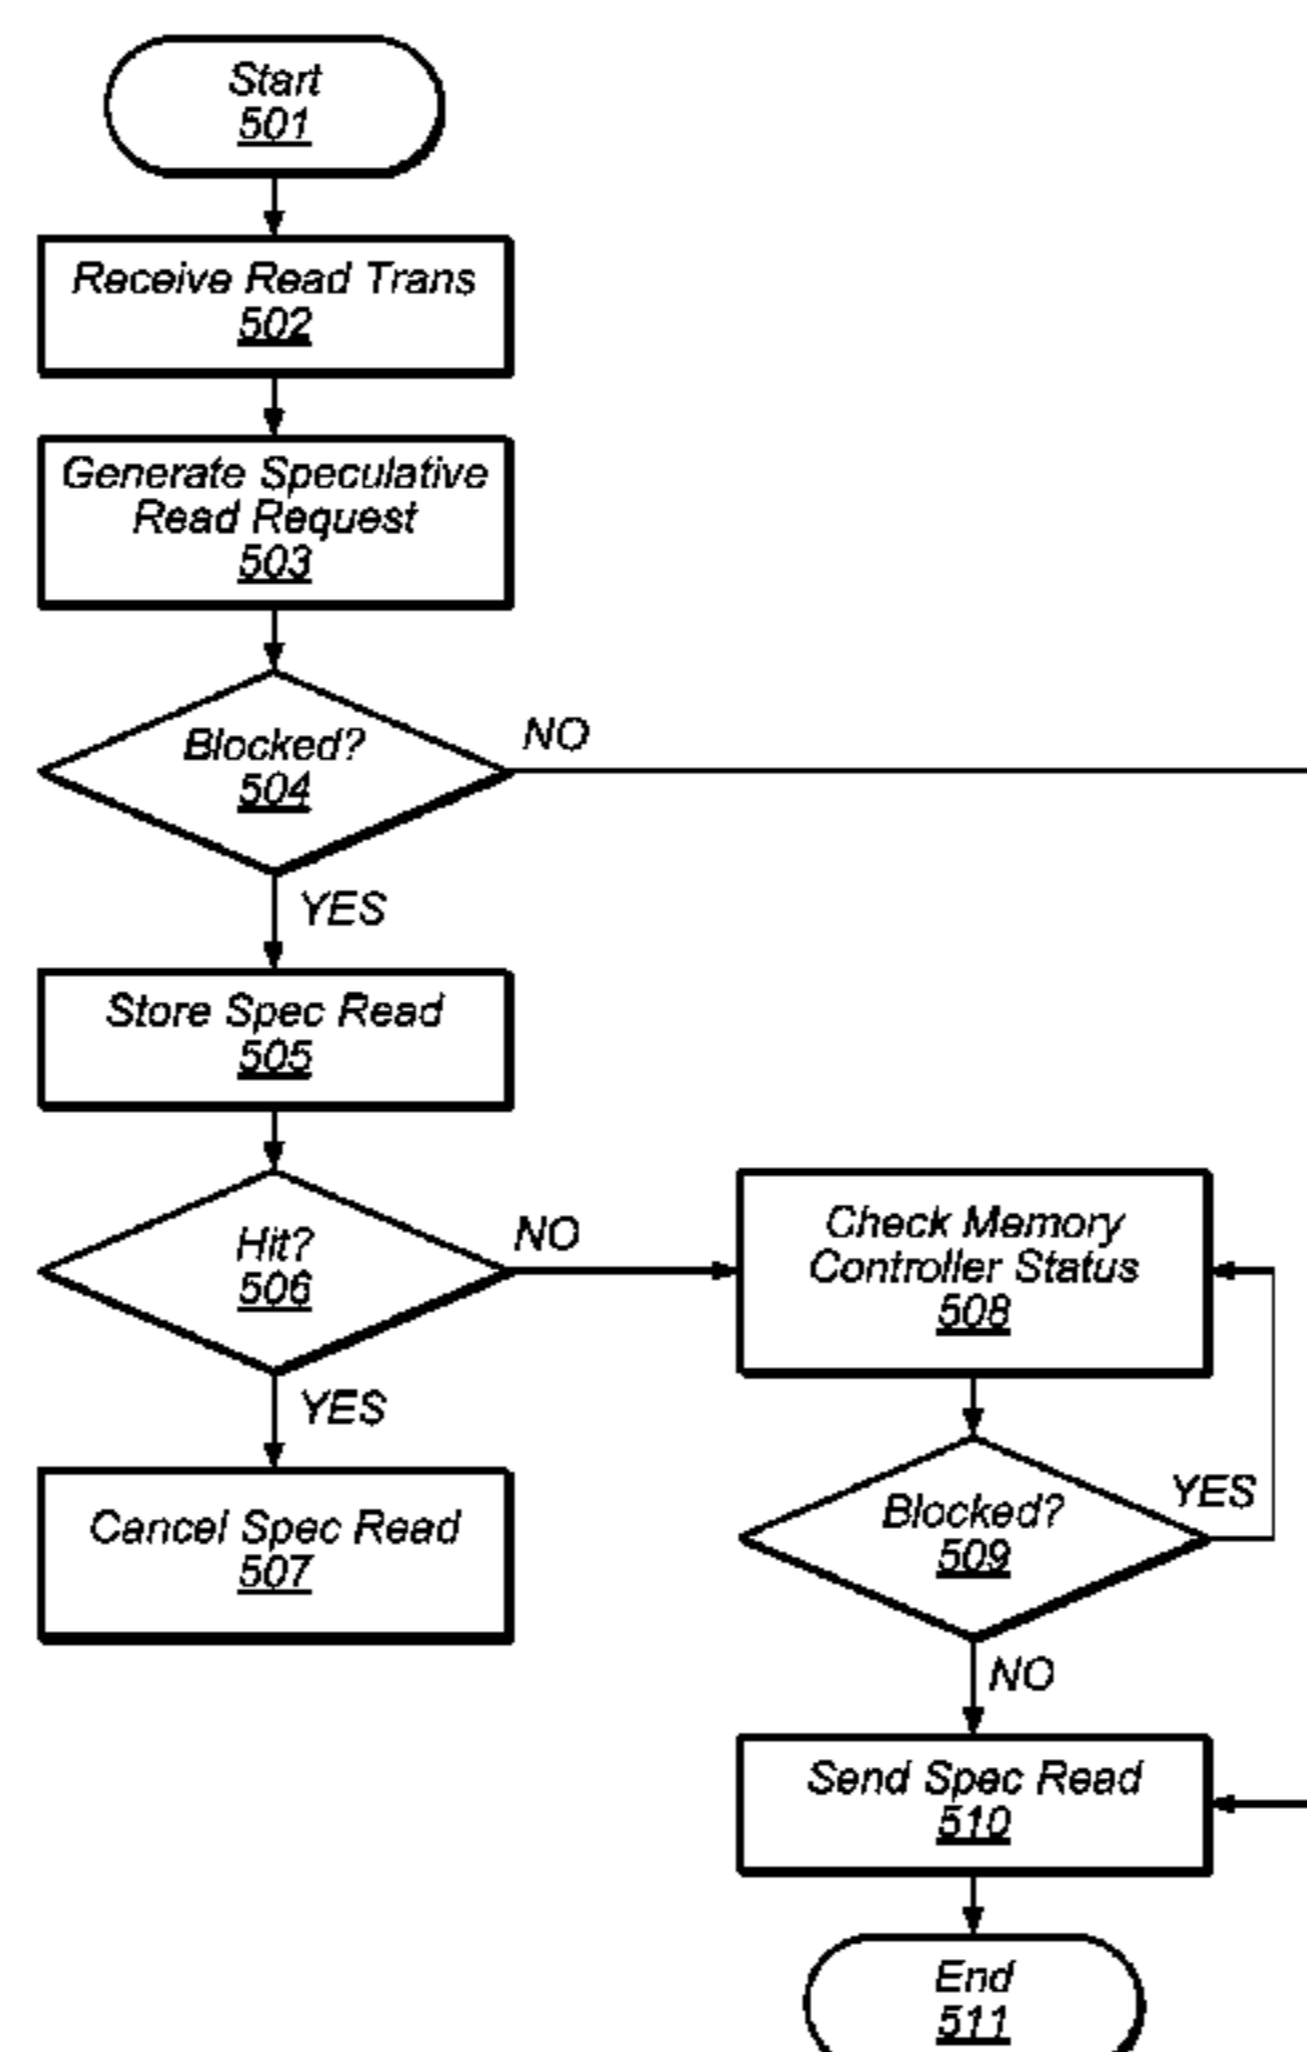 Start
501
Receive Read Trans
502
Generate Speculative
Read Request
503
Blocked?
504
NO
YES
Store Spec Read
505
Hit?
506
NO
YES
Cancel Spec Read
507
Check Memory
Controller Status
508
Blocked?
509
YES
NO
Send Spec Read
510
End
511